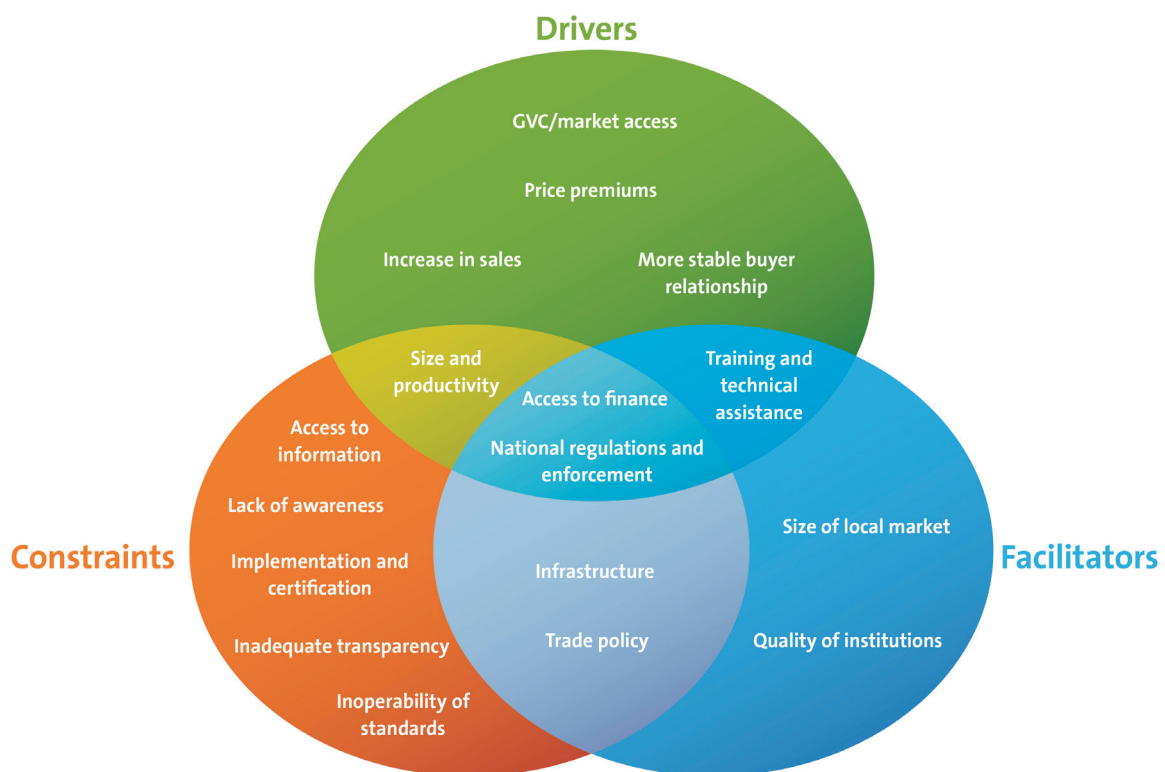 Drivers
GVC/market access
Price premiums
Increase in sales
More stable buyer
relationship
Size and
productivity
Training and
technical
assistance
Access to finance
National regulations and
enforcement
Access to
information
Lack of awareness
Constraints
Implementation and
certification
Inadequate transparency
Inoperability of
standards
Infrastructure
Trade policy
Size of local market
Facilitators
Quality of institutions